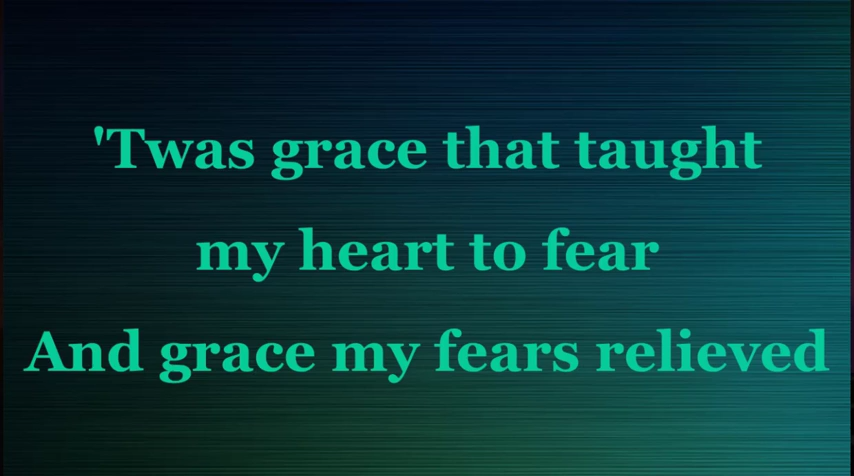 'Twas grace that taught
my heart to fear
And grace my fears relieved